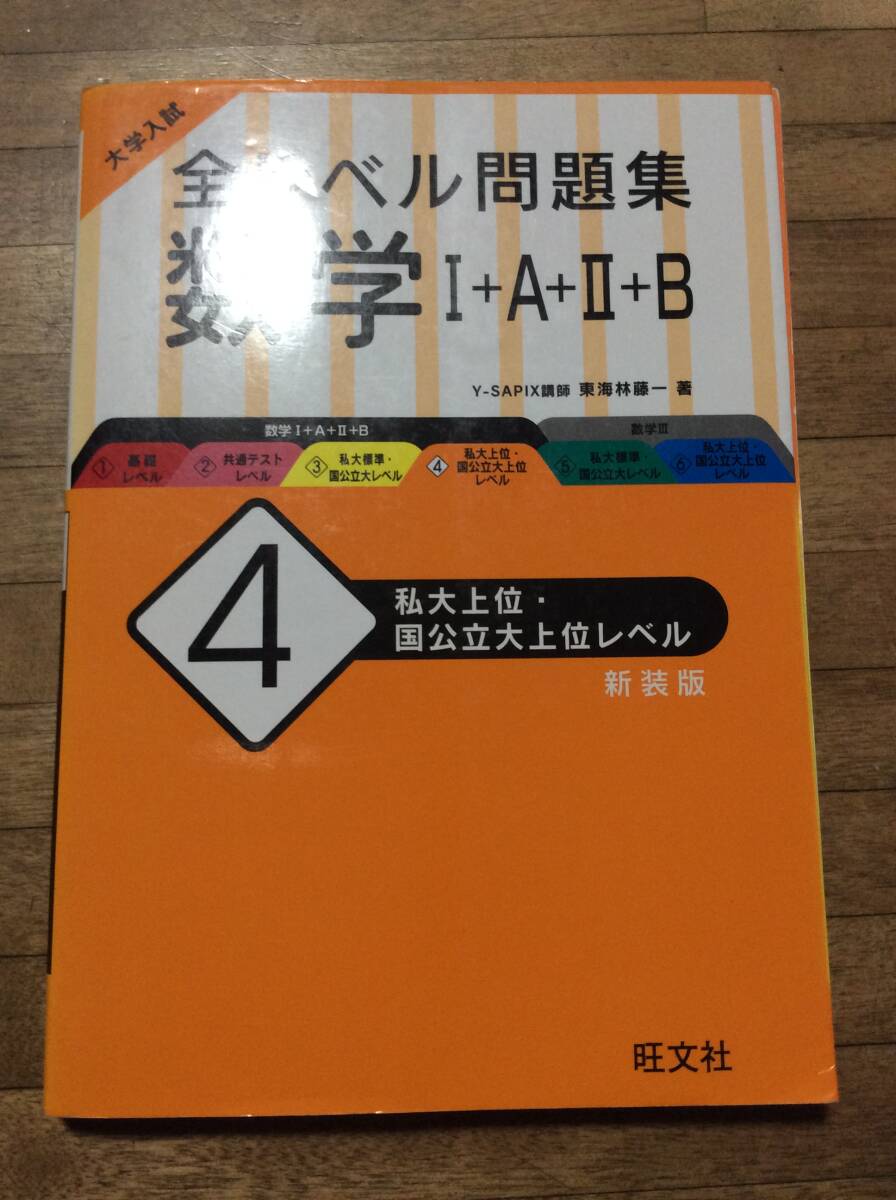 大学入試
全レベル問題集
数学 Ⅰ+A+Ⅱ+B
Y-SAPIX講師 東海林藤一 著
数学Ⅰ+A+Ⅱ+B
数学Ⅲ
① 基礎
レベル
② 共通テスト
レベル
③ 私大標準・
国公立大レベル
④ 私大上位・
国公立大上位
レベル
⑤ 私大標準・
国公立大レベル
⑥ 私大上位・
国公立大上位
レベル
4
私大上位・
国公立大上位レベル
新装版
旺文社